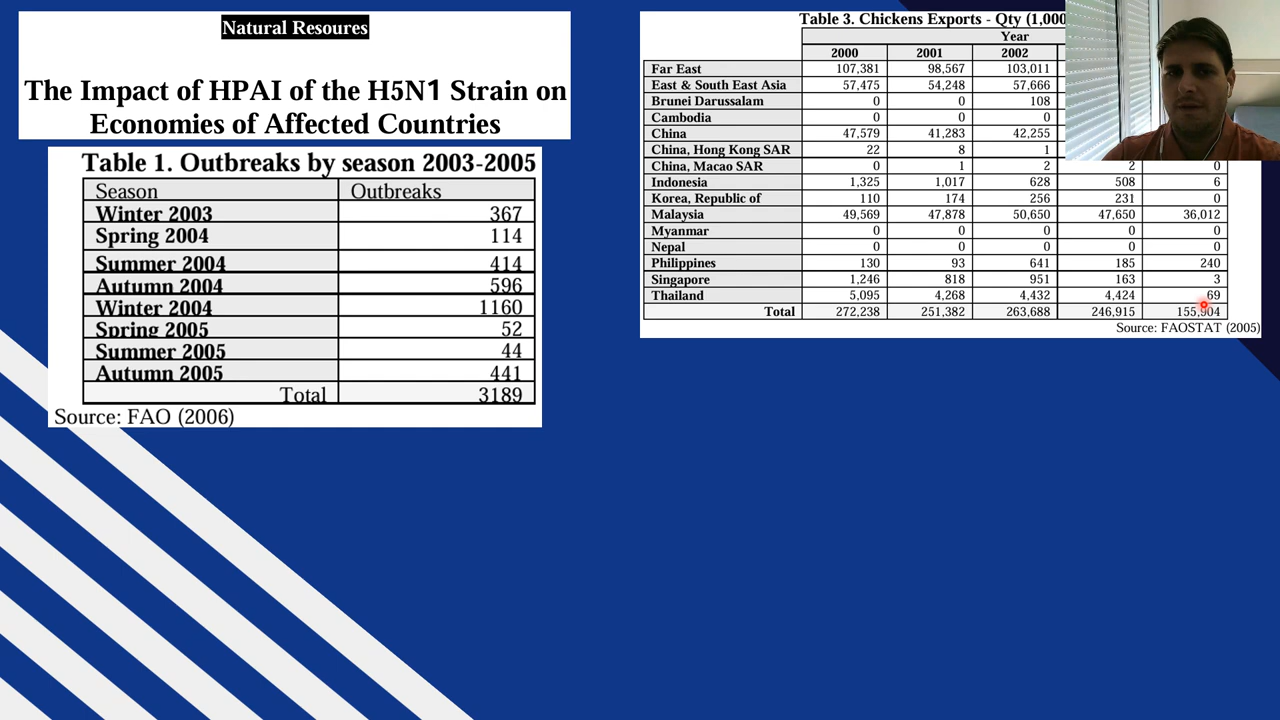 Natural Resoures
The Impact of HPAI of the H5N1 Strain on
Economies of Affected Countries
Table 1. Outbreaks by season 2003-2005
Season Outbreaks
Winter 2003 367
Spring 2004 114
Summer 2004 414
Autumn 2004 596
Winter 2004 1160
Spring 2005 52
Summer 2005 44
Autumn 2005 441
Total 3189
Source: FAO (2006)
Table 3. Chickens Exports - Qty (1,000
Year
2000 2001 2002
Far East 107,381 98,567 103,011
East & South East Asia 57,475 54,248 57,666
Brunei Darussalam 0 0 108
Cambodia 0 0 0
China 47,579 41,283 42,255
China, Hong Kong SAR 22 8 1
China, Macao SAR 0 1 2 2 0
Indonesia 1,325 1,017 628 508 6
Korea, Republic of 110 174 256 231 0
Malaysia 49,569 47,878 50,650 47,650 36,012
Myanmar 0 0 0 0 0
Nepal 0 0 0 0 0
Philippines 130 93 641 185 240
Singapore 1,246 818 951 163 3
Thailand 5,095 4,268 4,432 4,424 69
Total 272,238 251,382 263,688 246,915 155,904
Source: FAOSTAT (2005)